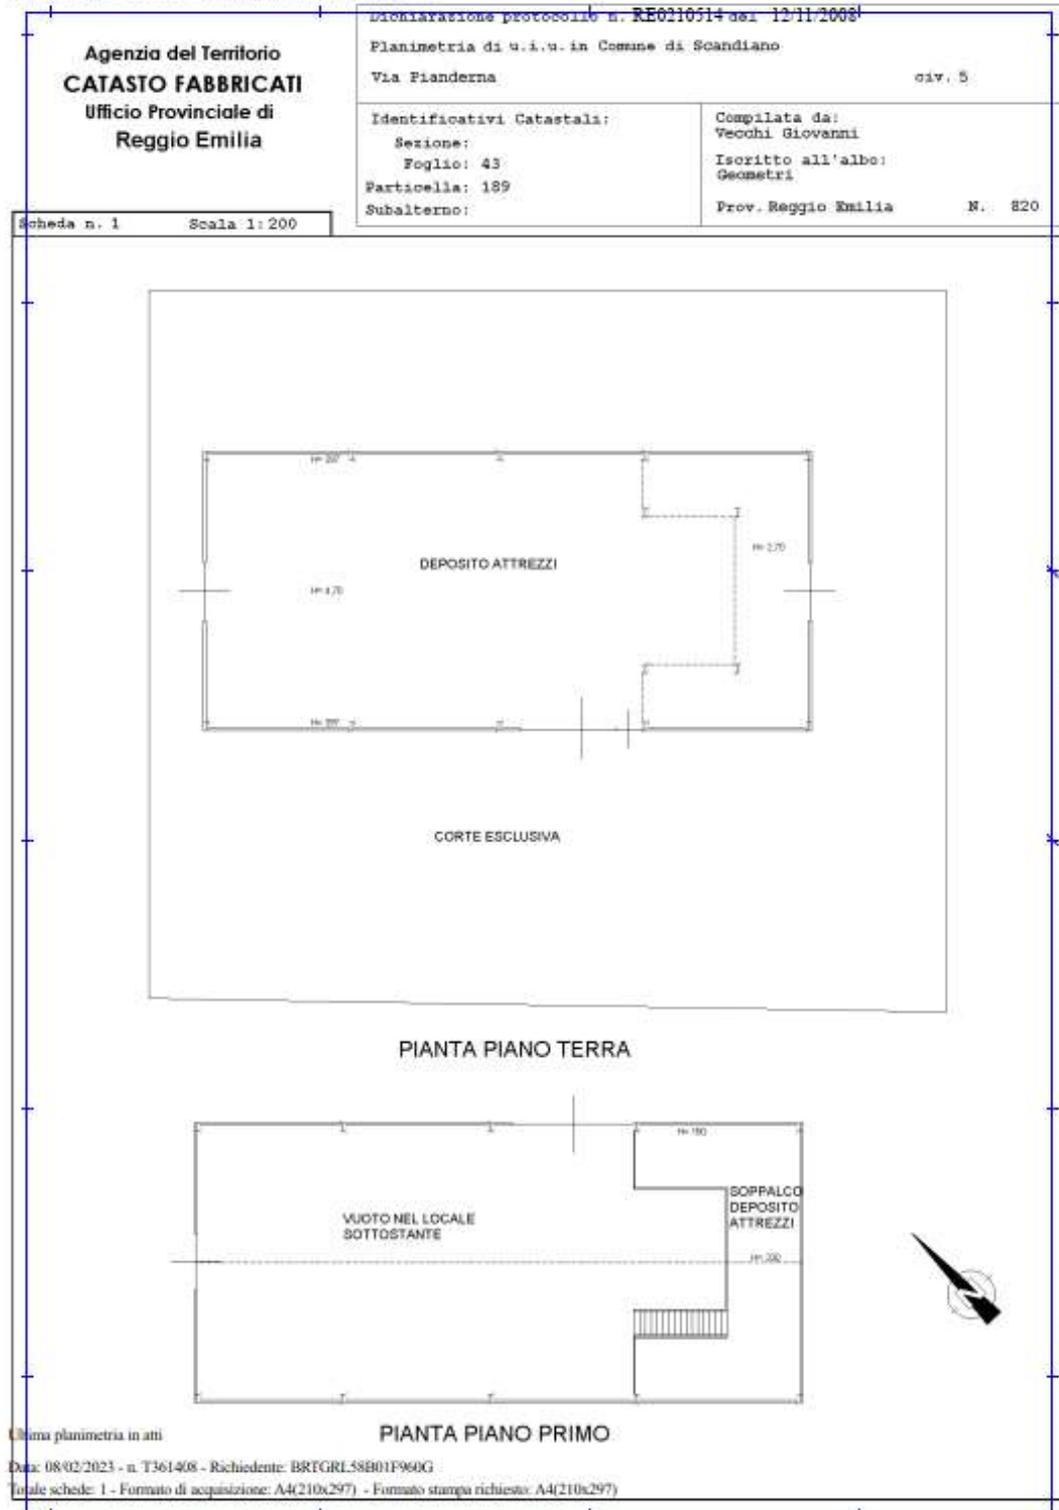 Agenzia del Territorio
CATASTO FABBRICATI
Ufficio Provinciale di
Reggio Emilia
Dichiarazione protocollo n. RE0210514 del 12/11/2008
Planimetria di u.i.u. in Comune di Scandiano
Via Pianderna civ. 5
Identificativi Catastali:
Sezione:
Foglio: 43
Particella: 189
Subalterno:
Compilata da:
Vecchi Giovanni
Iscritto all'albo:
Geometri
Prov. Reggio Emilia N. 820
Scheda n. 1 Scala 1:200
H= 2,70
DEPOSITO ATTREZZI
H= 4,70
CORTE ESCLUSIVA
PIANTA PIANO TERRA
SOPPALCO
DEPOSITO
ATTREZZI
VUOTO NEL LOCALE
SOTTOSTANTE
N
PIANTA PIANO PRIMO
Ultima planimetria in atti
Data: 08/02/2023 - n. T361408 - Richiedente: BRTGRL58B01F960G
Totale schede: 1 - Formato di acquisizione: A4(210x297) - Formato stampa richiesto: A4(210x297)